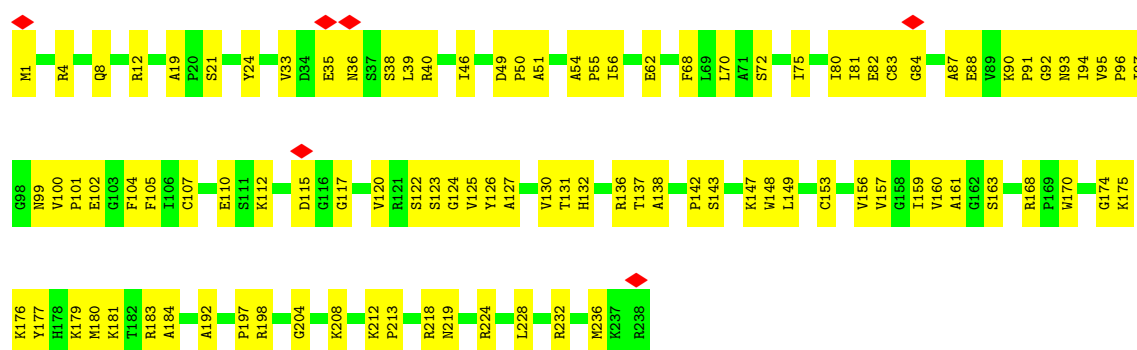 M1 R4 Q8 R12 A19 P20 S21 Y24 V33 D34 E35 N36 S37 S38 L39 R40 I46 D49 P50 A51 A54 P55 I56 E62 F68 L69 L70 A71 S72 I75 I80 I81 E82 C83 G84 A87 E88 V89 K90 P91 G92 N93 I94 V95 P96
G98 N99 V100 P101 E102 G103 F104 F105 I106 C107 E110 S111 K112 D115 G116 G117 V120 R121 S122 S123 G124 V125 Y126 A127 V130 T131 H132 R136 T137 A138 P142 S143 K147 W148 L149 C153 V156 V157 G158 I159 V160 A161 G162 S163 R168 P169 W170 G174 K175
K176 Y177 H178 K179 M180 K181 T182 R183 A184 A192 P197 R198 G204 K208 K212 P213 R218 N219 R224 L228 R232 M236 K237 R238